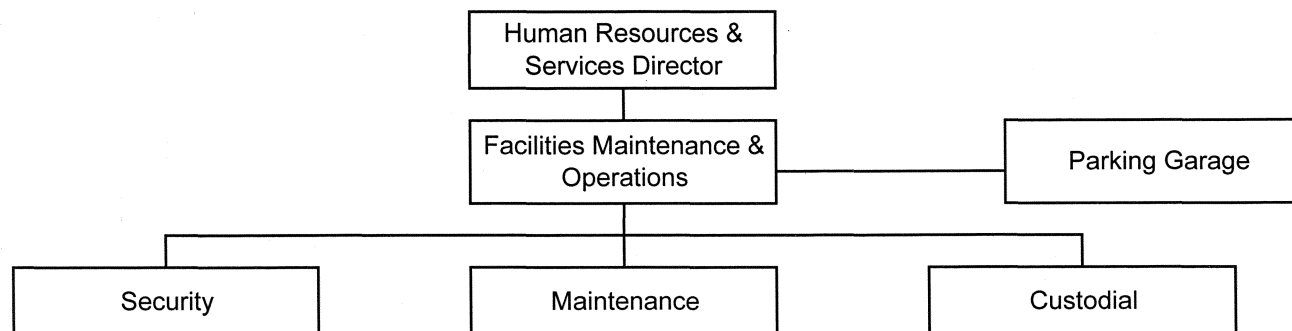 Human Resources &
Services Director
Facilities Maintenance &
Operations
Parking Garage
Security
Maintenance
Custodial